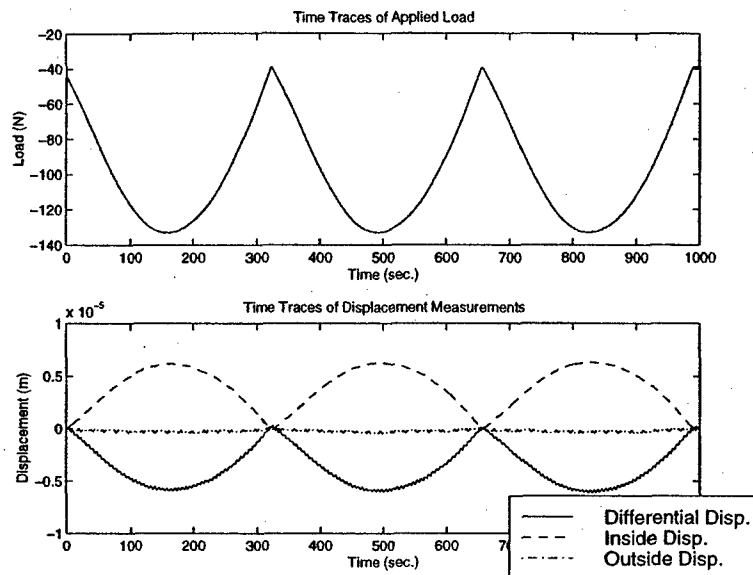 Time Traces of Applied Load
Load (N)
-20
-40
-60
-80
-100
-120
-140
0 100 200 300 400 500 600 700 800 900 1000
Time (sec.)
Time Traces of Displacement Measurements
x 10^-5
Displacement (m)
1
0.5
0
-0.5
-1
0 100 200 300 400 500 600
Time (sec.)
Differential Disp.
Inside Disp.
Outside Disp.